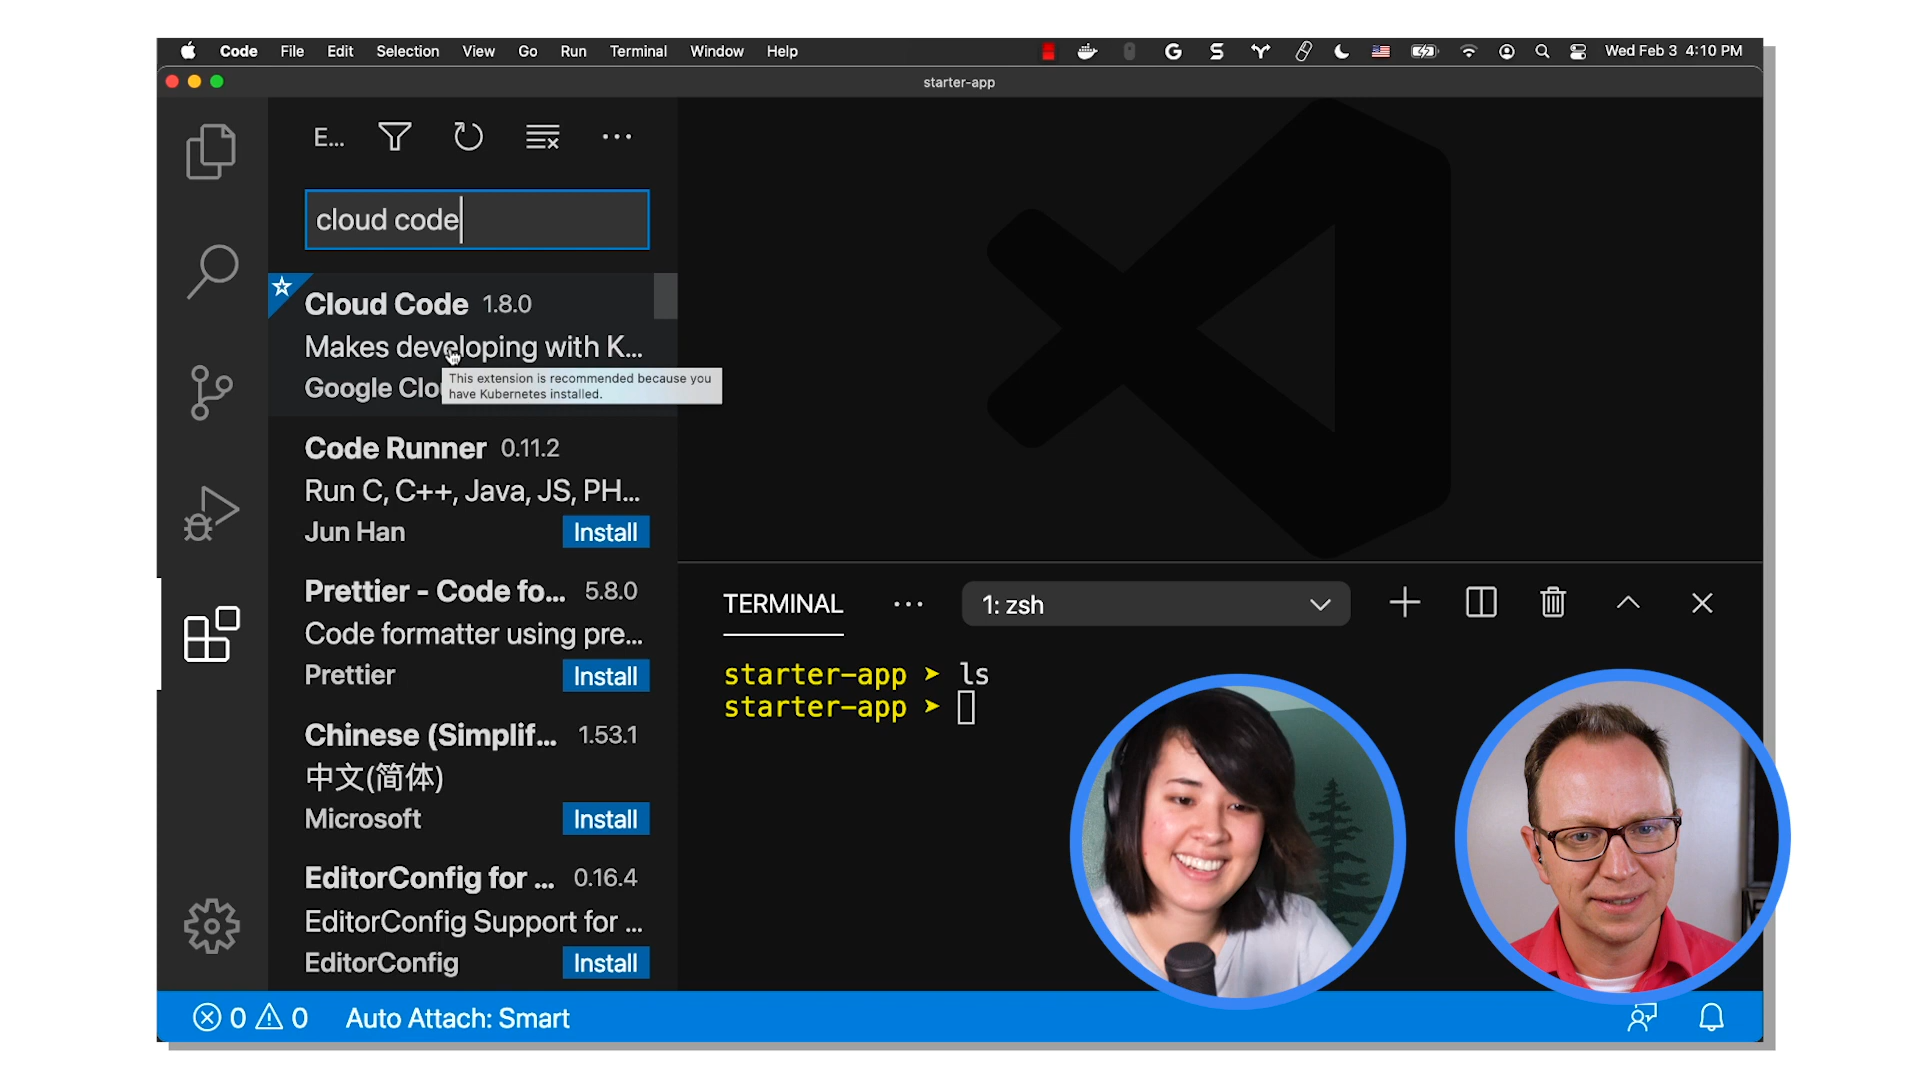 Code File Edit Selection View Go Run Terminal Window Help
Wed Feb 3 4:10 PM
starter-app
E...
cloud code
Cloud Code 1.8.0
Makes developing with K...
Google Clo
This extension is recommended because you
have Kubernetes installed.
Code Runner 0.11.2
Run C, C++, Java, JS, PH...
Jun Han Install
Prettier - Code fo... 5.8.0
Code formatter using pre...
Prettier Install
Chinese (Simplif... 1.53.1
中文(简体)
Microsoft Install
EditorConfig for ... 0.16.4
EditorConfig Support for ...
EditorConfig Install
TERMINAL ... 1: zsh
starter-app ➤ ls
starter-app ➤
0 0 Auto Attach: Smart